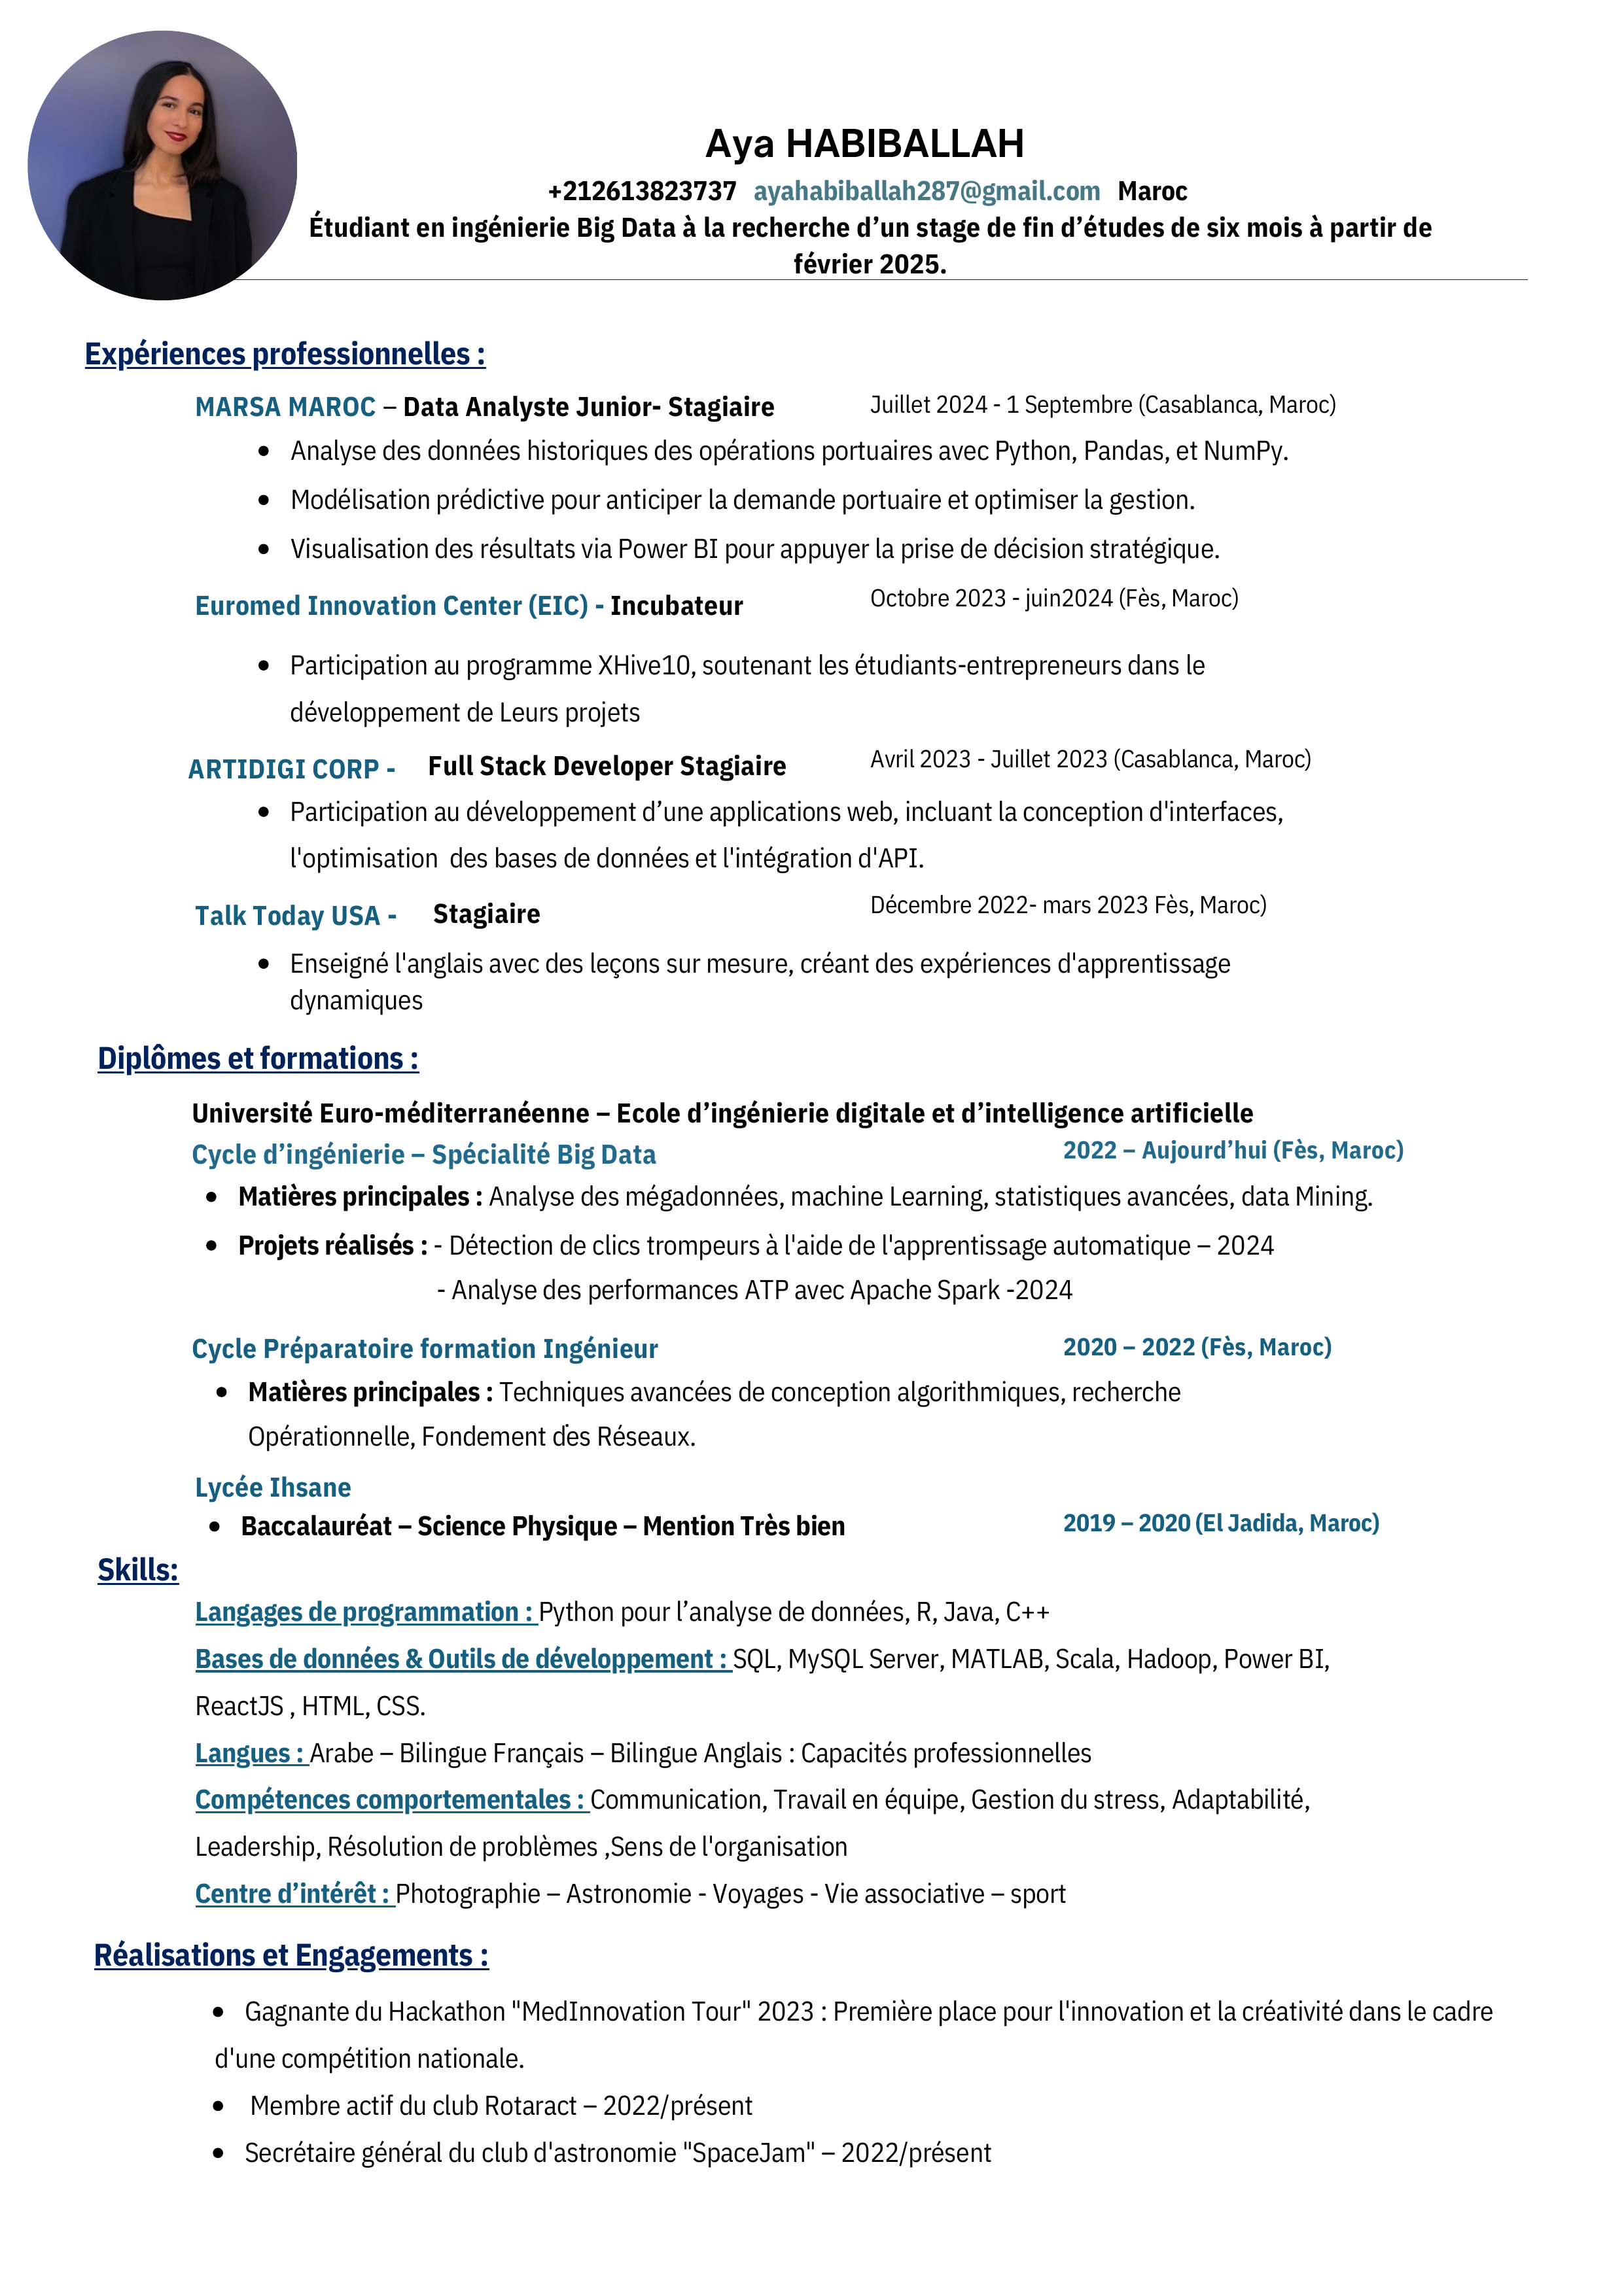 Aya HABIBALLAH
+212613823737 ayahabiballah287@gmail.com Maroc
Étudiant en ingénierie Big Data à la recherche d’un stage de fin d’études de six mois à partir de
février 2025.
Expériences professionnelles :
MARSA MAROC – Data Analyste Junior- Stagiaire Juillet 2024 - 1 Septembre (Casablanca, Maroc)
• Analyse des données historiques des opérations portuaires avec Python, Pandas, et NumPy.
• Modélisation prédictive pour anticiper la demande portuaire et optimiser la gestion.
• Visualisation des résultats via Power BI pour appuyer la prise de décision stratégique.
Euromed Innovation Center (EIC) - Incubateur Octobre 2023 - juin2024 (Fès, Maroc)
• Participation au programme XHive10, soutenant les étudiants-entrepreneurs dans le
développement de Leurs projets
ARTIDIGI CORP - Full Stack Developer Stagiaire Avril 2023 - Juillet 2023 (Casablanca, Maroc)
• Participation au développement d’une applications web, incluant la conception d'interfaces,
l'optimisation des bases de données et l'intégration d'API.
Talk Today USA - Stagiaire Décembre 2022- mars 2023 Fès, Maroc)
• Enseigné l'anglais avec des leçons sur mesure, créant des expériences d'apprentissage
dynamiques
Diplômes et formations :
Université Euro-méditerranéenne – Ecole d’ingénierie digitale et d’intelligence artificielle
Cycle d’ingénierie – Spécialité Big Data 2022 – Aujourd’hui (Fès, Maroc)
• Matières principales : Analyse des mégadonnées, machine Learning, statistiques avancées, data Mining.
• Projets réalisés : - Détection de clics trompeurs à l'aide de l'apprentissage automatique – 2024
- Analyse des performances ATP avec Apache Spark -2024
Cycle Préparatoire formation Ingénieur 2020 – 2022 (Fès, Maroc)
• Matières principales : Techniques avancées de conception algorithmiques, recherche
Opérationnelle, Fondement des Réseaux.
Lycée Ihsane
• Baccalauréat – Science Physique – Mention Très bien 2019 – 2020 (El Jadida, Maroc)
Skills:
Langages de programmation : Python pour l’analyse de données, R, Java, C++
Bases de données & Outils de développement : SQL, MySQL Server, MATLAB, Scala, Hadoop, Power BI,
ReactJS , HTML, CSS.
Langues : Arabe – Bilingue Français – Bilingue Anglais : Capacités professionnelles
Compétences comportementales : Communication, Travail en équipe, Gestion du stress, Adaptabilité,
Leadership, Résolution de problèmes ,Sens de l'organisation
Centre d’intérêt : Photographie – Astronomie - Voyages - Vie associative – sport
Réalisations et Engagements :
• Gagnante du Hackathon "MedInnovation Tour" 2023 : Première place pour l'innovation et la créativité dans le cadre
d'une compétition nationale.
• Membre actif du club Rotaract – 2022/présent
• Secrétaire général du club d'astronomie "SpaceJam" – 2022/présent